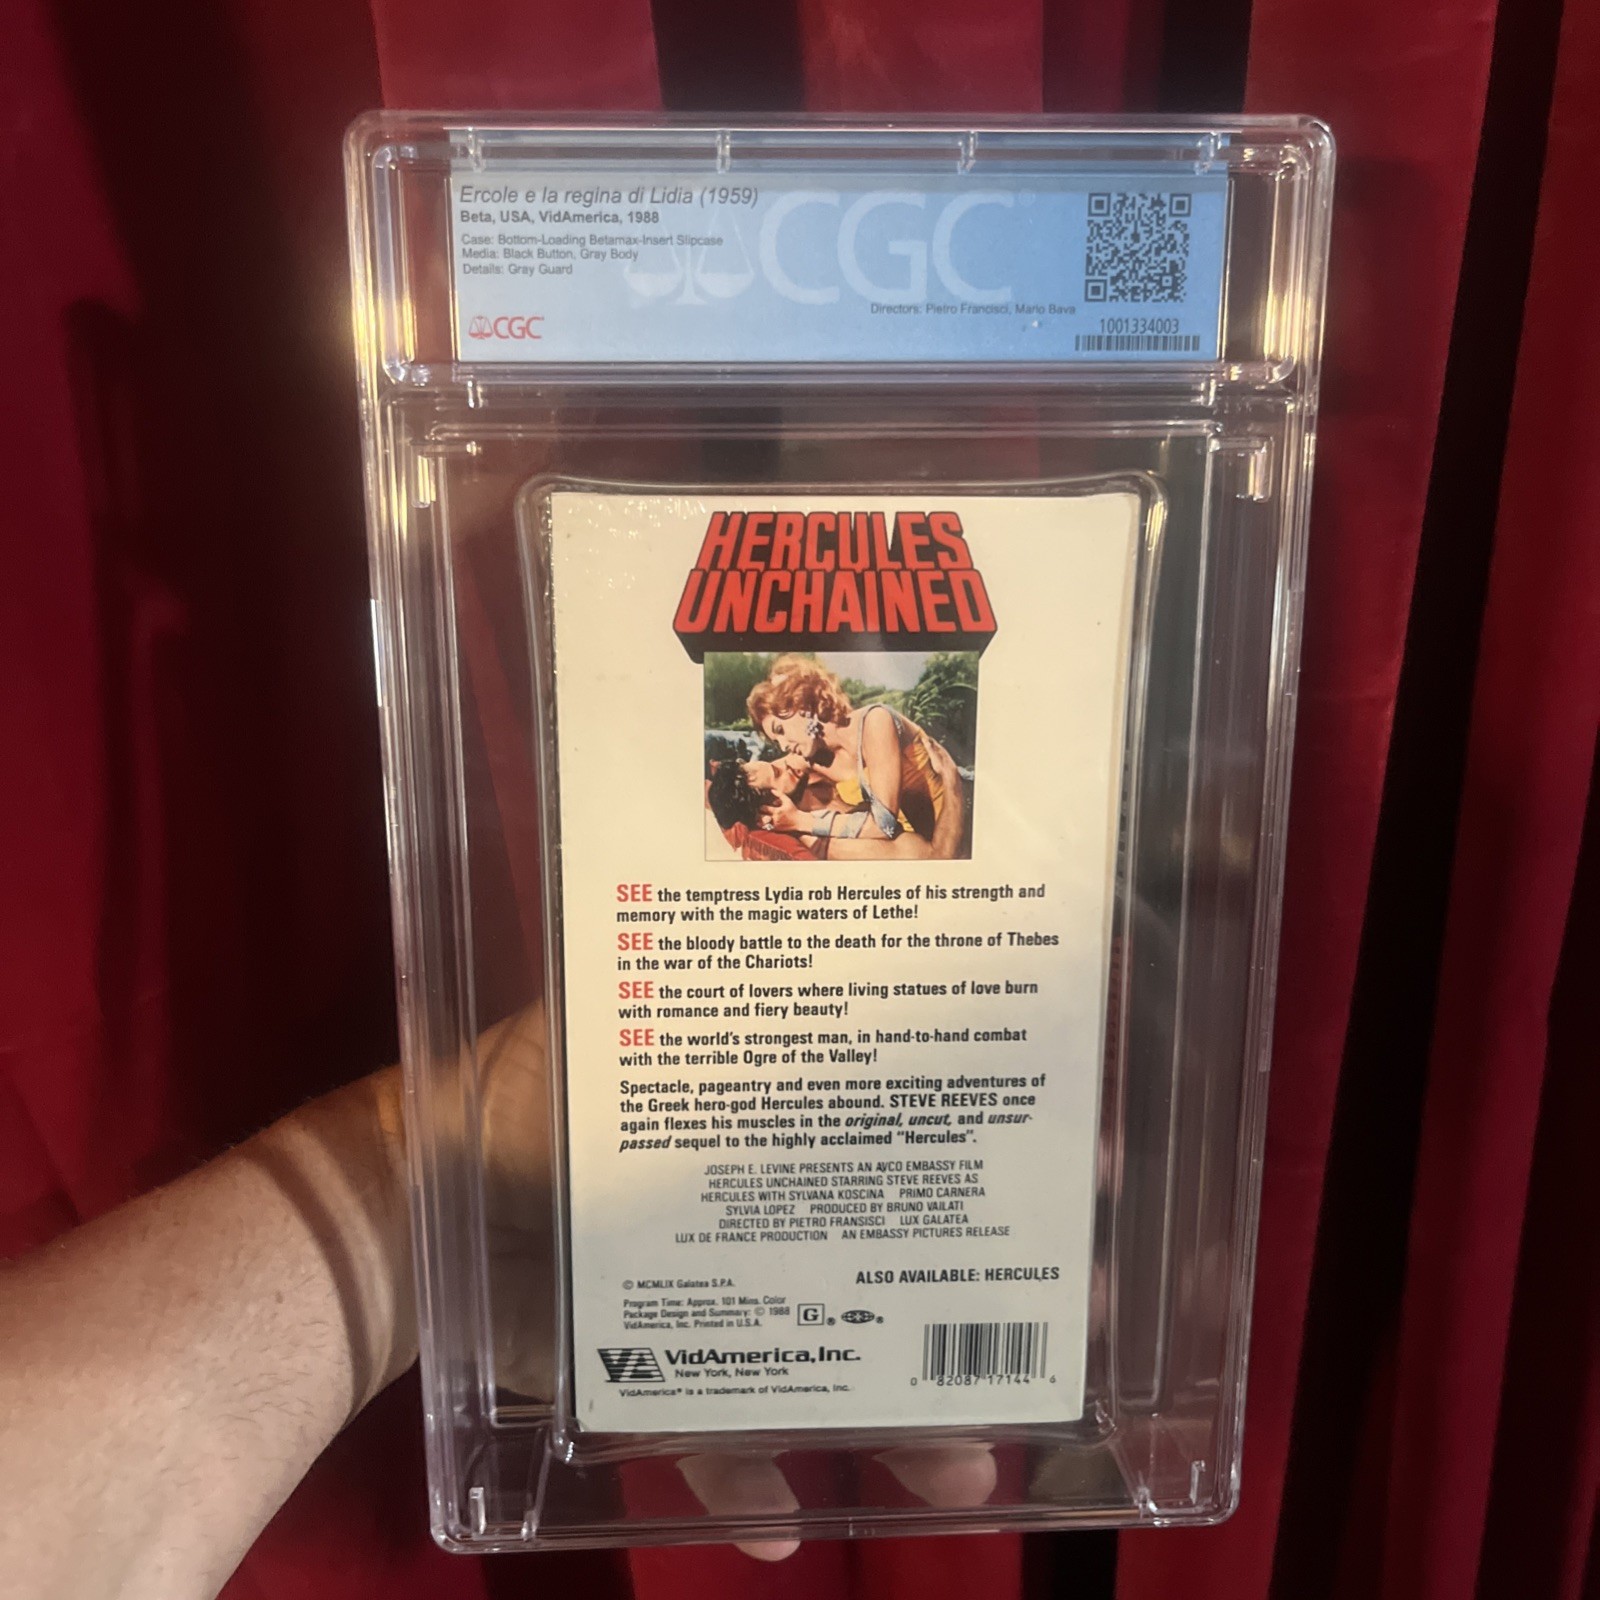 Ercole e la regina di Lidia (1959)
Beta, USA, VidAmerica, 1988
Case: Bottom-Loading Betamax-Insert Slipcase
Media: Black Button, Gray Body
Details: Gray Guard
CGC
Directors: Pietro Francisci, Mario Bava
CGC
1001334003
HERCULES
UNCHAINED
SEE the temptress Lydia rob Hercules of his strength and
memory with the magic waters of Lethe!
SEE the bloody battle to the death for the throne of Thebes
in the war of the Chariots!
SEE the court of lovers where living statues of love burn
with romance and fiery beauty!
SEE the world's strongest man, in hand-to-hand combat
with the terrible Ogre of the Valley!
Spectacle, pageantry and even more exciting adventures of
the Greek hero-god Hercules abound. STEVE REEVES once
again flexes his muscles in the original, uncut, and unsur-
passed sequel to the highly acclaimed "Hercules".
JOSEPH E. LEVINE PRESENTS AN AVCO EMBASSY FILM
HERCULES UNCHAINED STARRING STEVE REEVES AS
HERCULES WITH SYLVANA KOSCINA PRIMO CARNERA
SYLVIA LOPEZ PRODUCED BY BRUNO VAILATI
DIRECTED BY PIETRO FRANSISCI LUX GALATEA
LUX DE FRANCE PRODUCTION AN EMBASSY PICTURES RELEASE
ALSO AVAILABLE: HERCULES
© MCMLIX Galatea S.P.A.
Program Time: Approx. 101 Mins. Color
Package Design and Summary: © 1988
VidAmerica, Inc. Printed in U.S.A.
G ® ®
VidAmerica, Inc.
New York, New York
VidAmerica® is a trademark of VidAmerica, Inc.
0 82087 17144 6